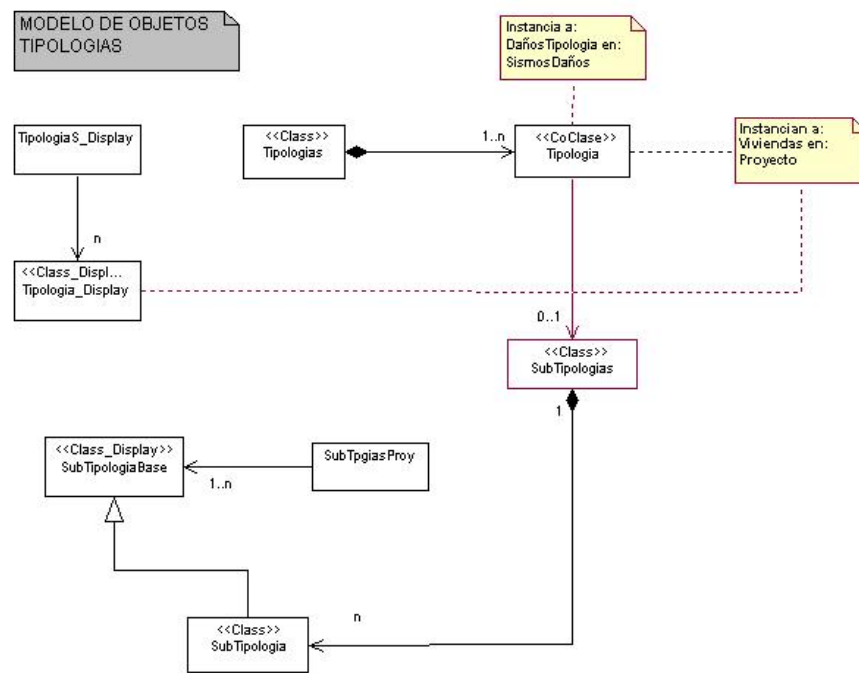 MODELO DE OBJETOS
TIPOLOGIAS
Instancia a:
DañosTipologia en:
SismosDaños
TipologiaS_Display
<<Class>>
Tipologias
1..n
<<CoClase>>
Tipología
Instancian a:
Viviendas en:
Proyecto
n
<<Class_Displ...
Tipologia_Display
0..1
<<Class>>
SubTipologias
1
<<Class_Display>>
SubTipologiaBase
1..n
SubTpgiasProy
n
<<Class>>
SubTipologia